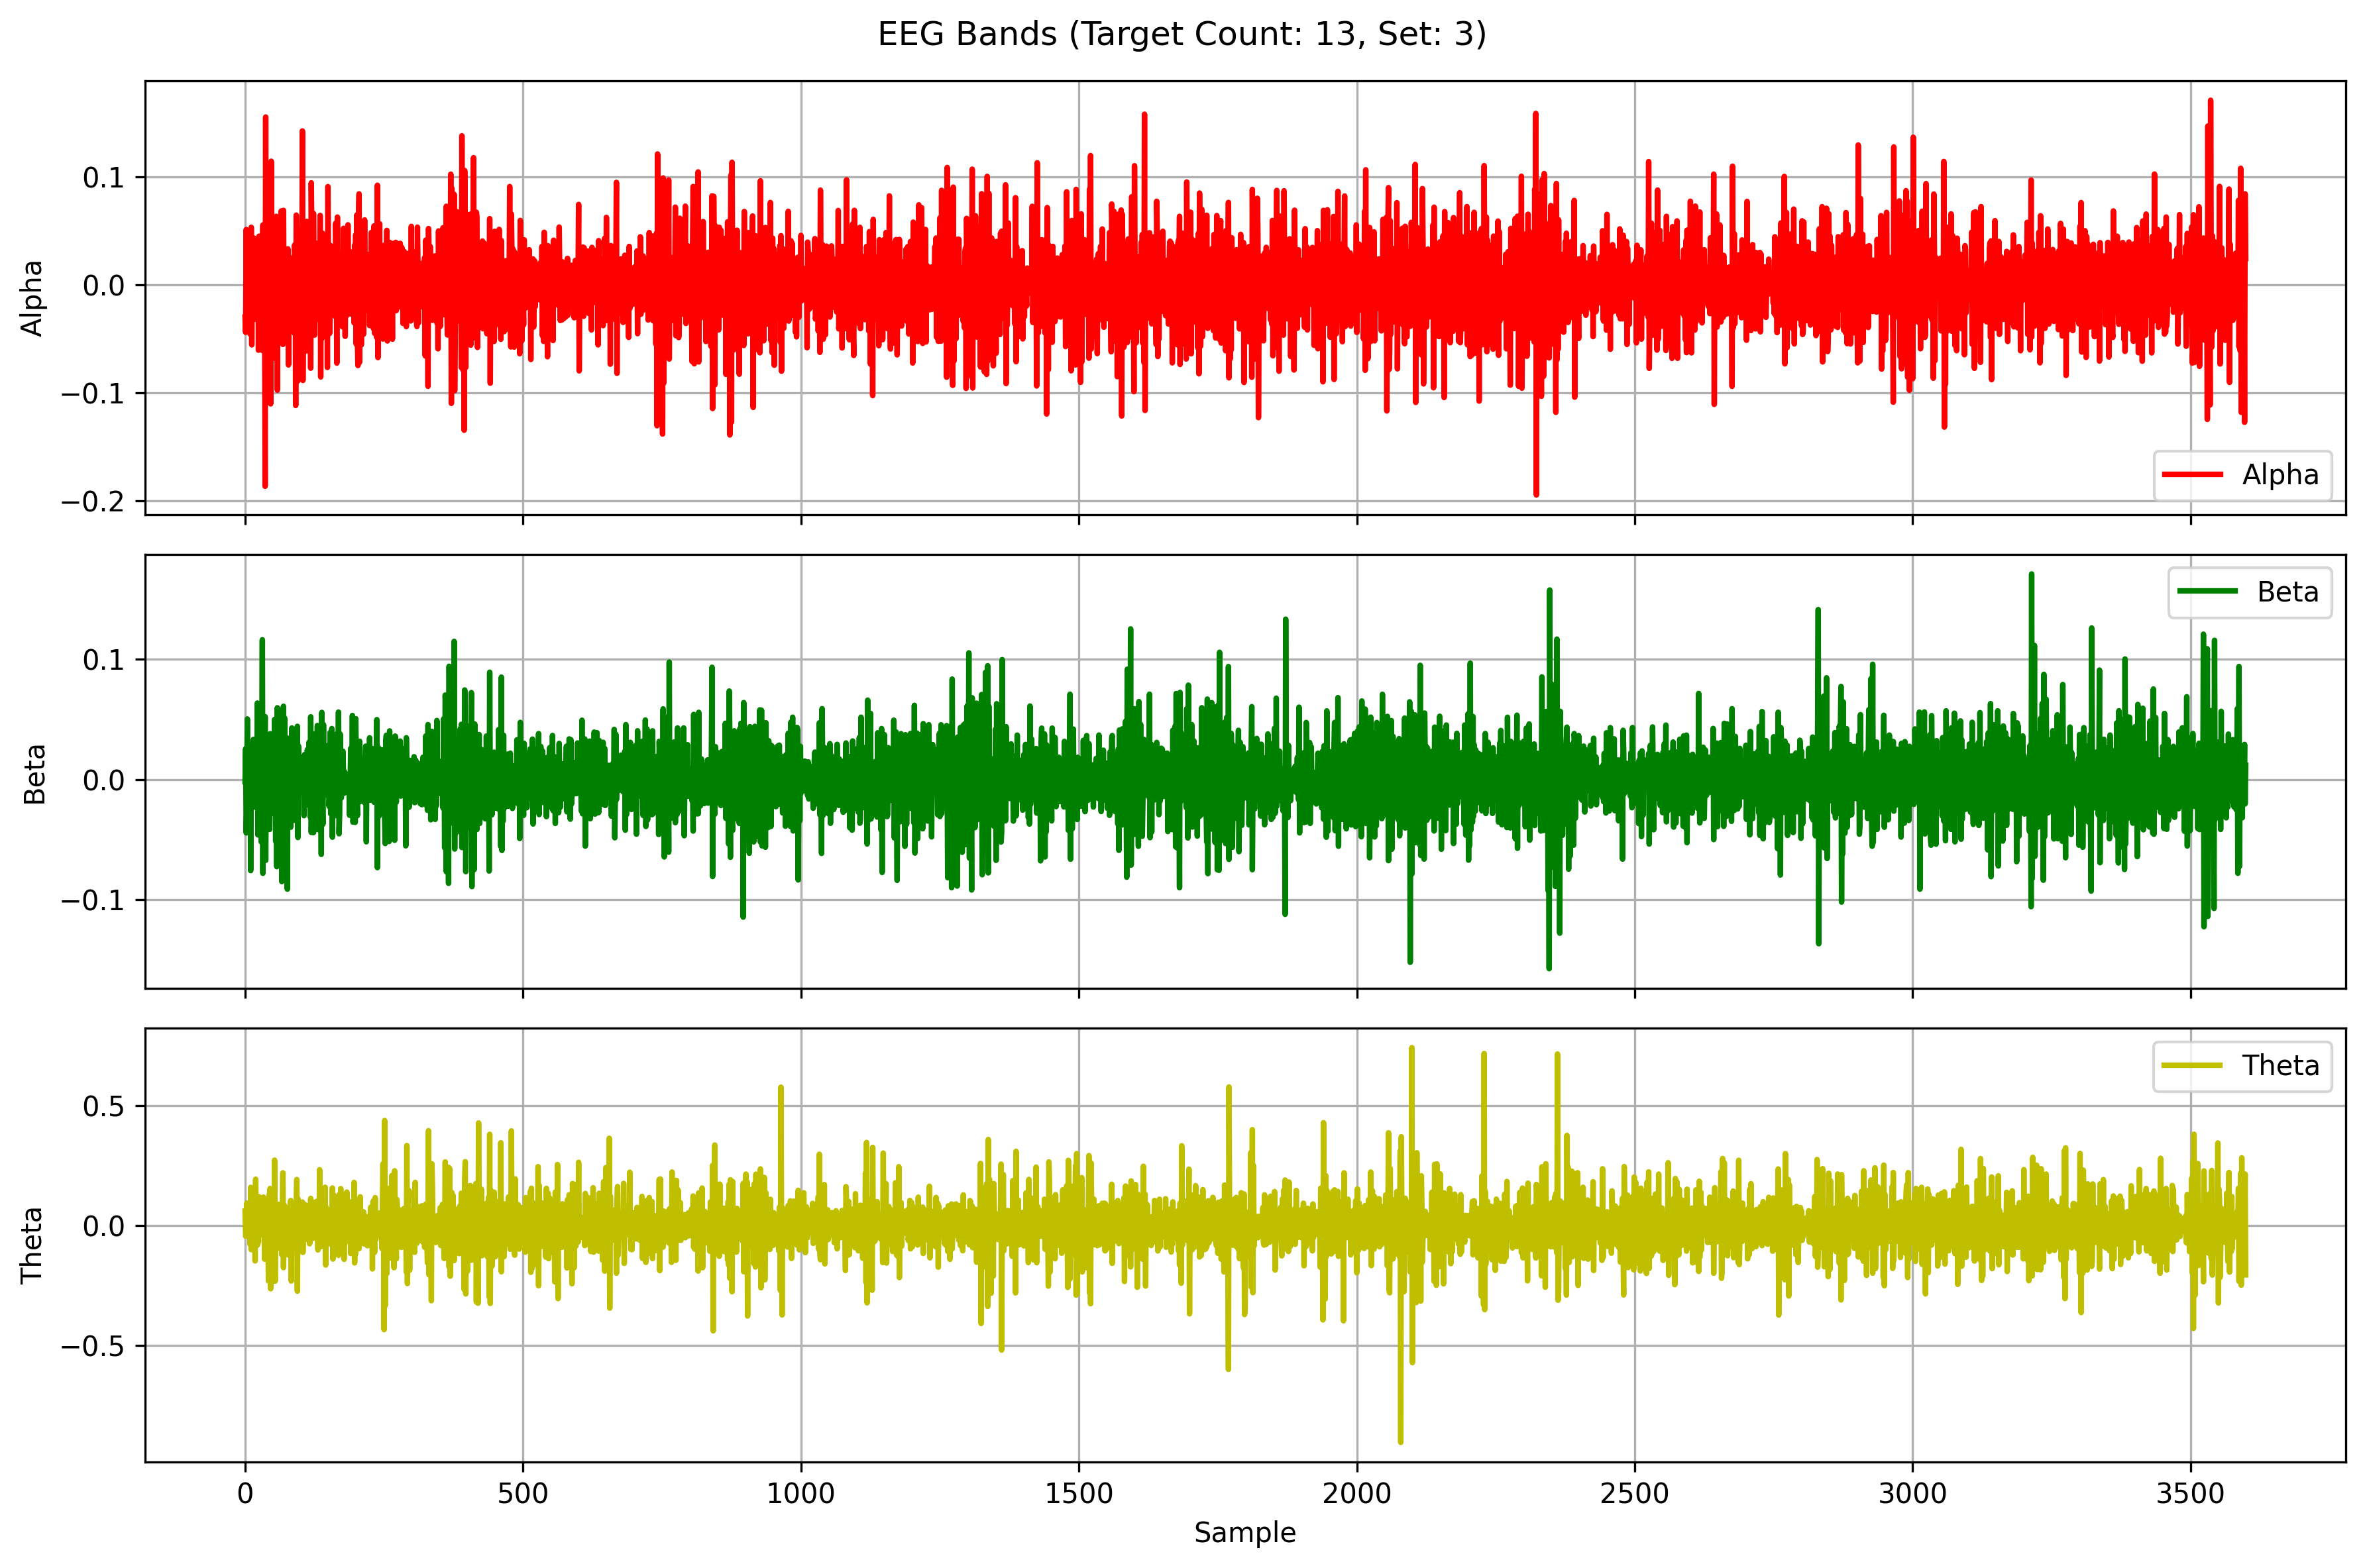 EEG Bands (Target Count: 13, Set: 3)
0.1
0.0
−0.1
−0.2
Alpha
Alpha
0.1
0.0
−0.1
Beta
Beta
0.5
0.0
−0.5
Theta
Theta
0 500 1000 1500 2000 2500 3000 3500
Sample